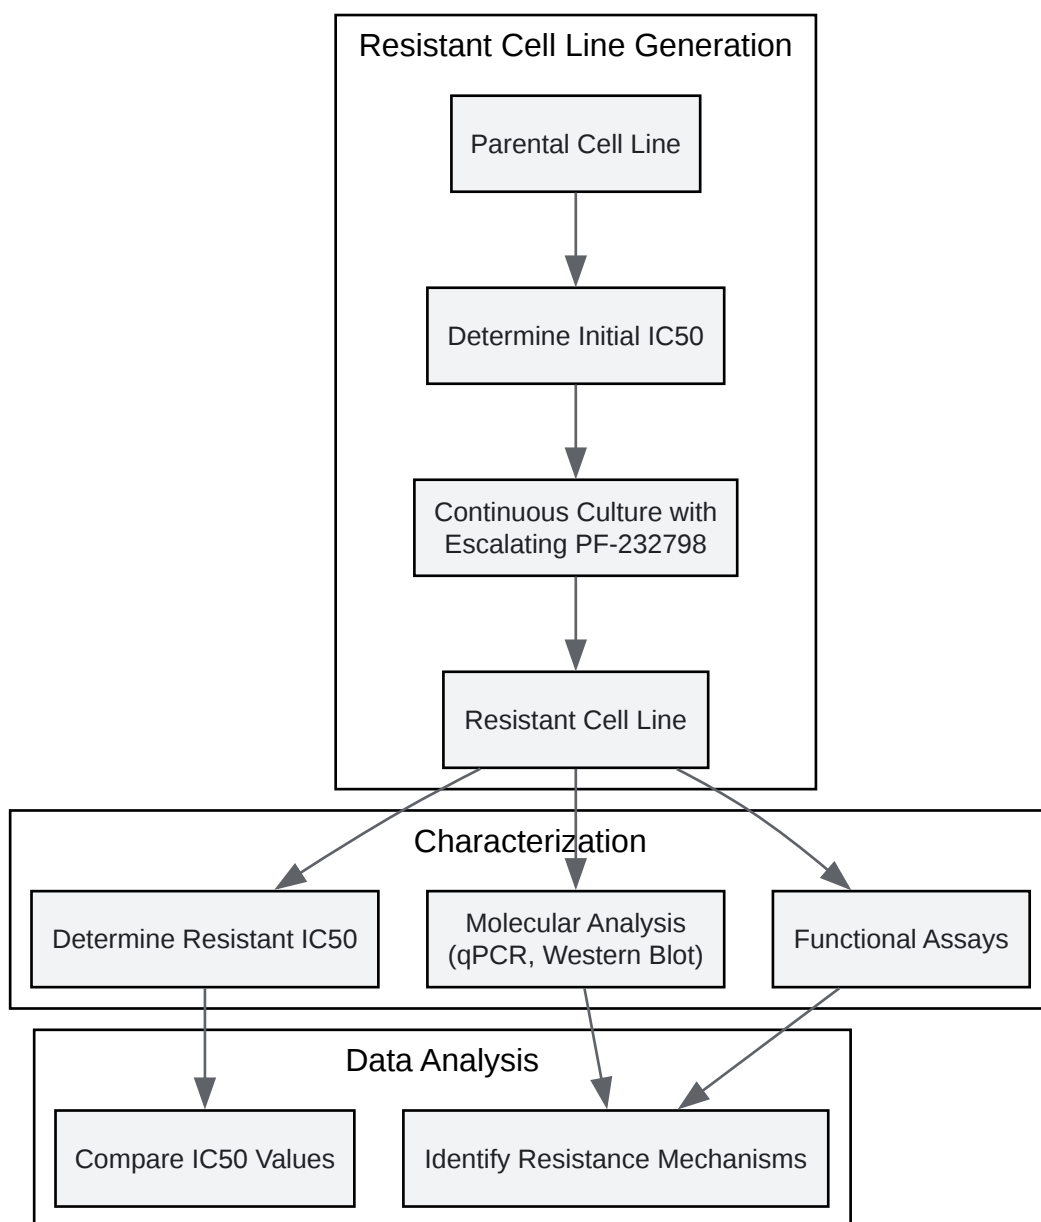 Resistant Cell Line Generation
Parental Cell Line
Determine Initial IC50
Continuous Culture with
Escalating PF-232798
Resistant Cell Line
Characterization
Determine Resistant IC50
Molecular Analysis
(qPCR, Western Blot)
Functional Assays
Data Analysis
Compare IC50 Values
Identify Resistance Mechanisms